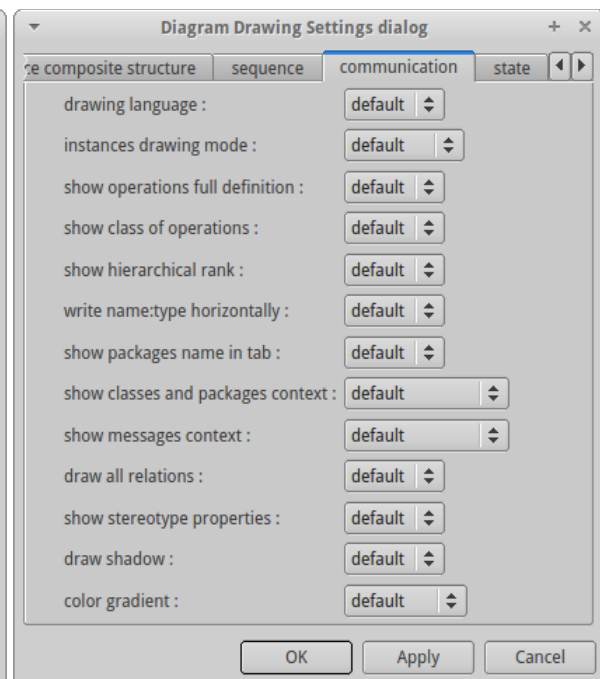 Diagram Drawing Settings dialog
ce composite structure sequence communication state
drawing language : default
instances drawing mode : default
show operations full definition : default
show class of operations : default
show hierarchical rank : default
write name:type horizontally : default
show packages name in tab : default
show classes and packages context : default
show messages context : default
draw all relations : default
show stereotype properties : default
draw shadow : default
color gradient : default
OK Apply Cancel